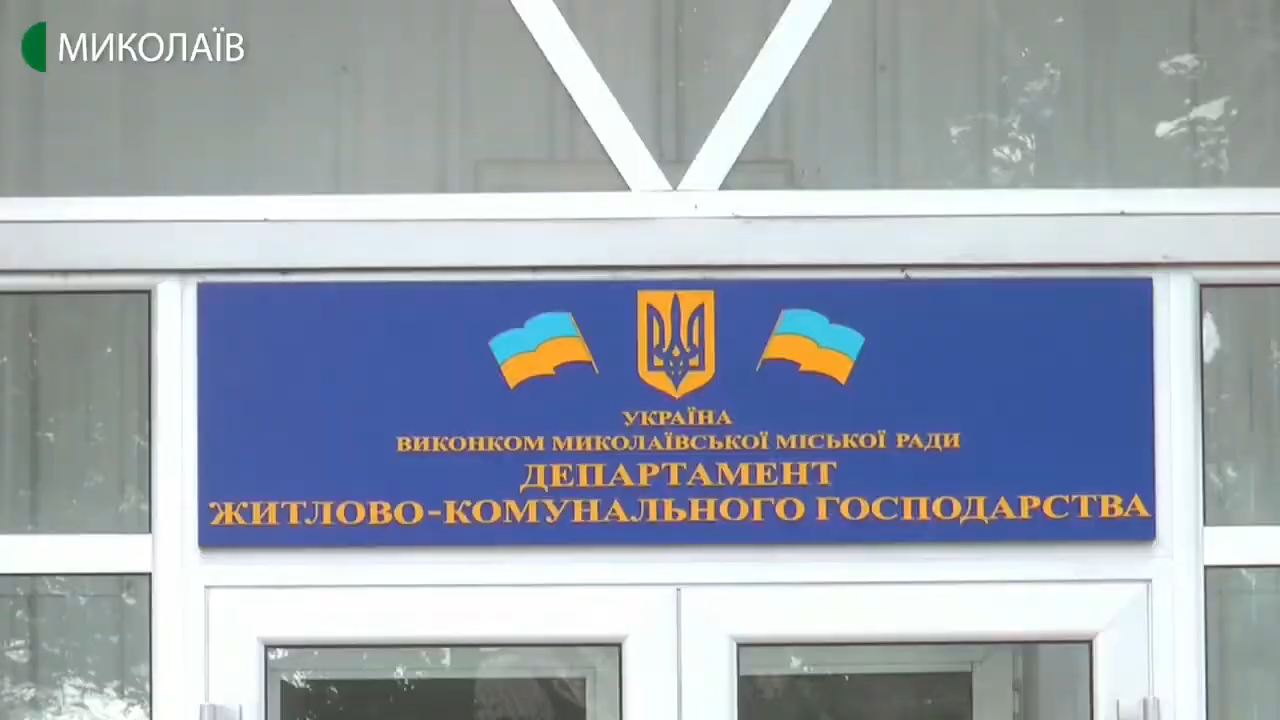 МИКОЛАЇВ
УКРАЇНА
ВИКОНКОМ МИКОЛАЇВСЬКОЇ МІСЬКОЇ РАДИ
ДЕПАРТАМЕНТ
ЖИТЛОВО-КОМУНАЛЬНОГО ГОСПОДАРСТВА